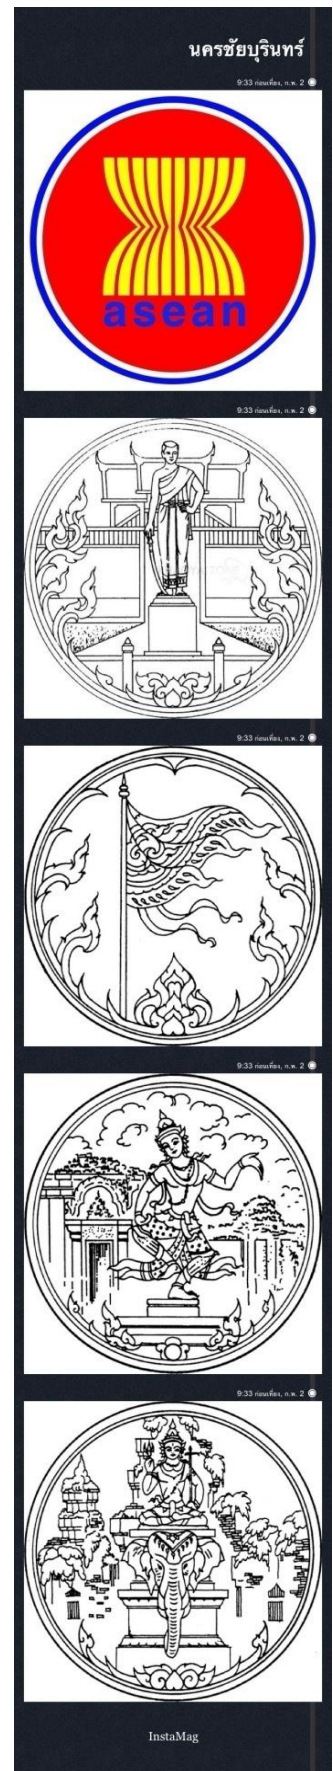 นครชัยบุรินทร์
9:33 ก่อนเที่ยง, ก.พ. 2
asean
9:33 ก่อนเที่ยง, ก.พ. 2
9:33 ก่อนเที่ยง, ก.พ. 2
9:33 ก่อนเที่ยง, ก.พ. 2
9:33 ก่อนเที่ยง, ก.พ. 2
InstaMag